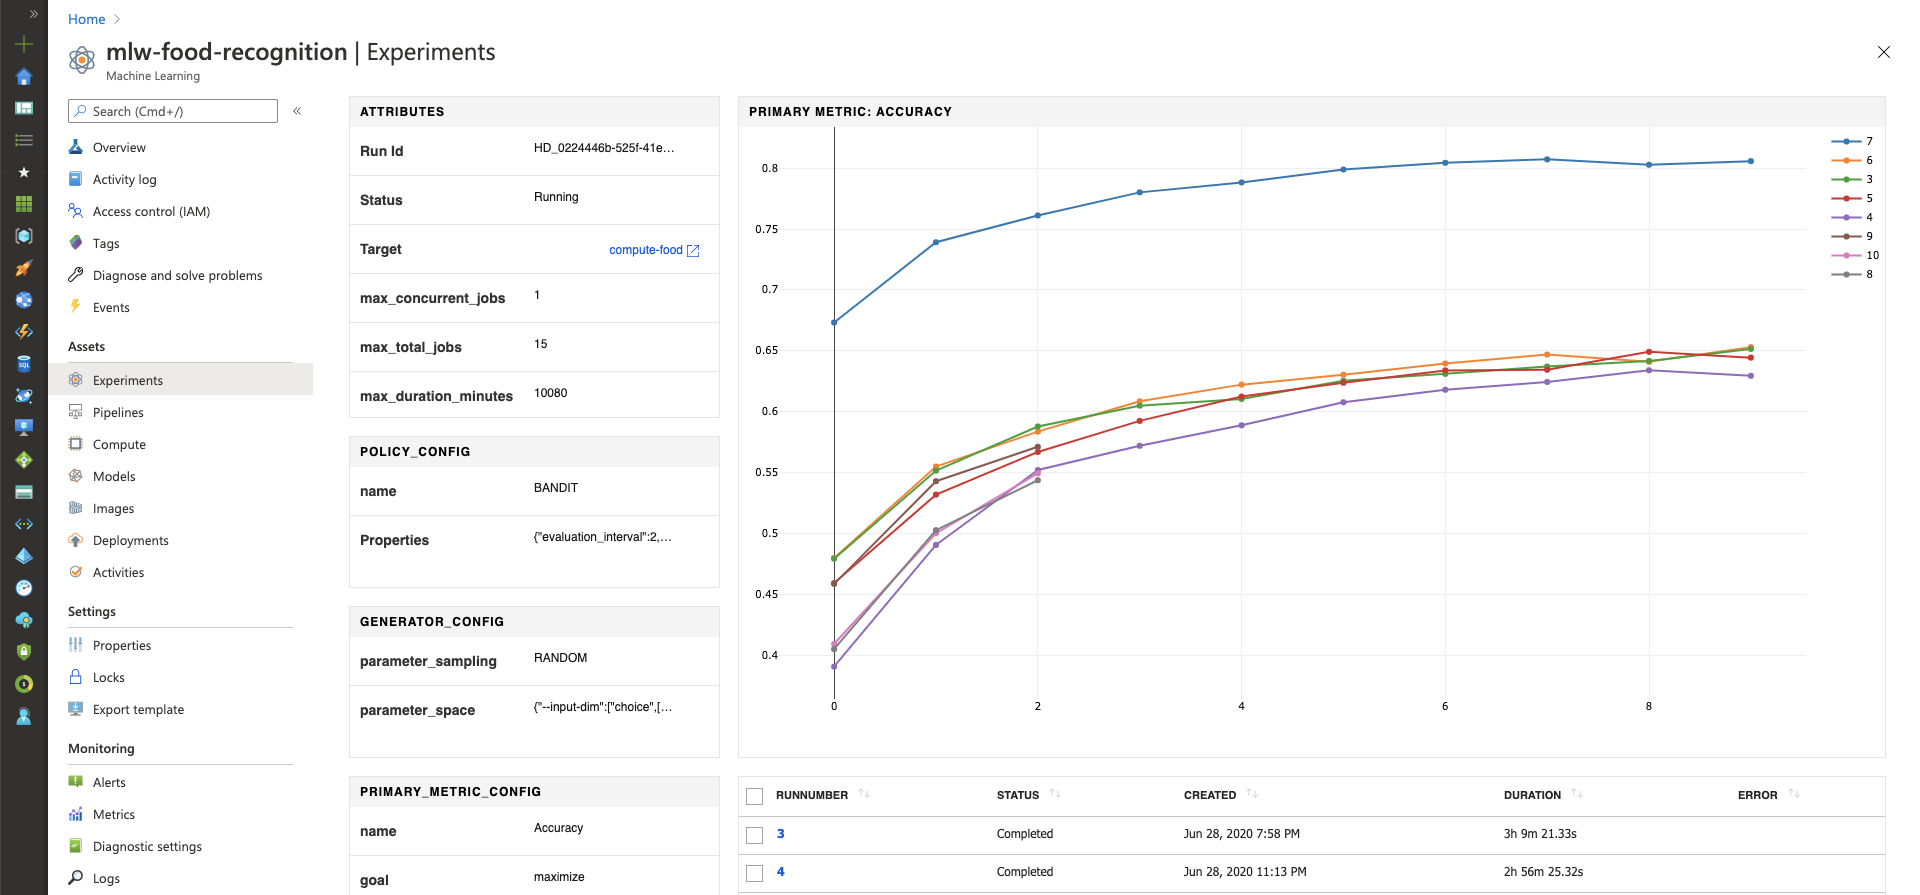 Home
mlw-food-recognition | Experiments
Machine Learning
Search (Cmd+/)
Overview
Activity log
Access control (IAM)
Tags
Diagnose and solve problems
Events
Assets
Experiments
Pipelines
Compute
Models
Images
Deployments
Activities
Settings
Properties
Locks
Export template
Monitoring
Alerts
Metrics
Diagnostic settings
Logs
ATTRIBUTES
Run Id HD_0224446b-525f-41e...
Status Running
Target compute-food
max_concurrent_jobs 1
max_total_jobs 15
max_duration_minutes 10080
POLICY_CONFIG
name BANDIT
Properties {"evaluation_interval":2,...
GENERATOR_CONFIG
parameter_sampling RANDOM
parameter_space {"--input-dim":["choice",[...
PRIMARY_METRIC_CONFIG
name Accuracy
goal maximize
PRIMARY METRIC: ACCURACY
0.8
0.75
0.7
0.65
0.6
0.55
0.5
0.45
0.4
0 2 4 6 8
7
6
3
5
4
9
10
8
RUNNUMBER STATUS CREATED DURATION ERROR
3 Completed Jun 28, 2020 7:58 PM 3h 9m 21.33s
4 Completed Jun 28, 2020 11:13 PM 2h 56m 25.32s